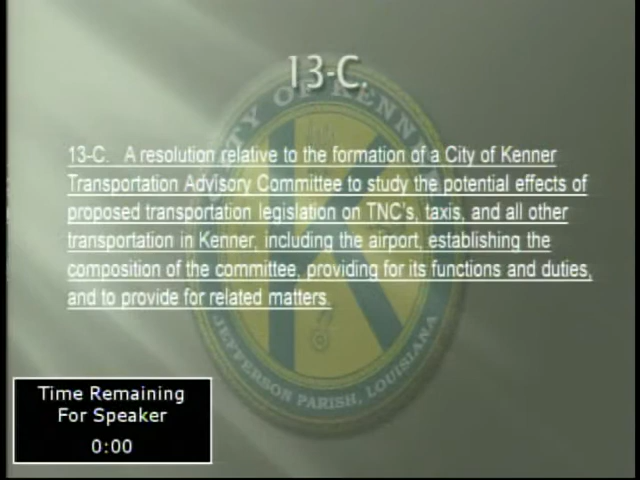 13-C.
13-C. A resolution relative to the formation of a City of Kenner
Transportation Advisory Committee to study the potential effects of
proposed transportation legislation on TNC's, taxis, and all other
transportation in Kenner, including the airport, establishing the
composition of the committee, providing for its functions and duties,
and to provide for related matters.
CITY OF KENNER
JEFFERSON PARISH, LOUISIANA
Time Remaining
For Speaker
0:00